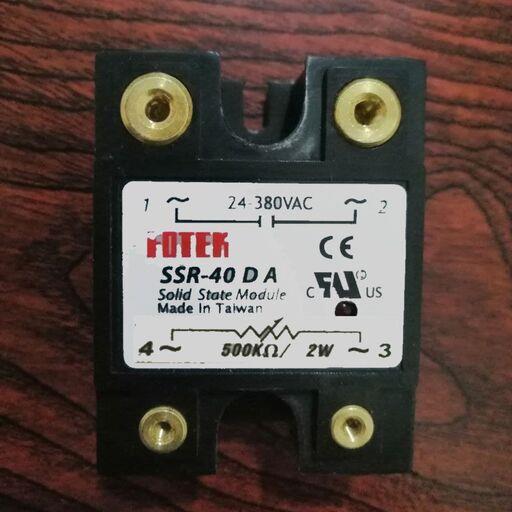 1 ~ 24-380VAC ~ 2
FOTEK
CE
SSR-40 D A
Solid State Module
C UR US
Made In Taiwan
4 ~ 500KΩ/ 2W ~ 3